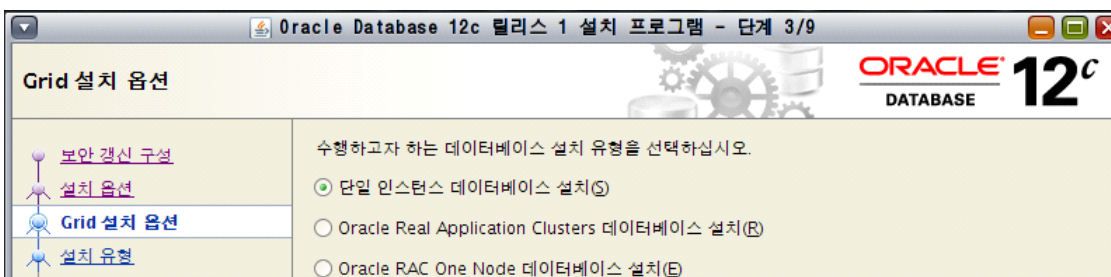 Oracle Database 12c 릴리스 1 설치 프로그램 - 단계 3/9
Grid 설치 옵션
ORACLE DATABASE 12c
보안 갱신 구성
설치 옵션
Grid 설치 옵션
설치 유형
수행하고자 하는 데이터베이스 설치 유형을 선택하십시오.
단일 인스턴스 데이터베이스 설치(S)
Oracle Real Application Clusters 데이터베이스 설치(R)
Oracle RAC One Node 데이터베이스 설치(E)